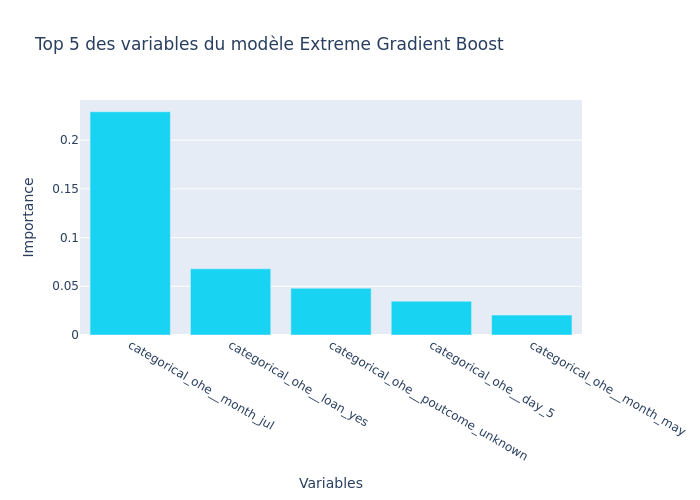 Top 5 des variables du modèle Extreme Gradient Boost
Importance
0.2
0.15
0.1
0.05
0
categorical_ohe__month_jul
categorical_ohe__loan_yes
categorical_ohe__poutcome_unknown
categorical_ohe__day_5
categorical_ohe__month_may
Variables